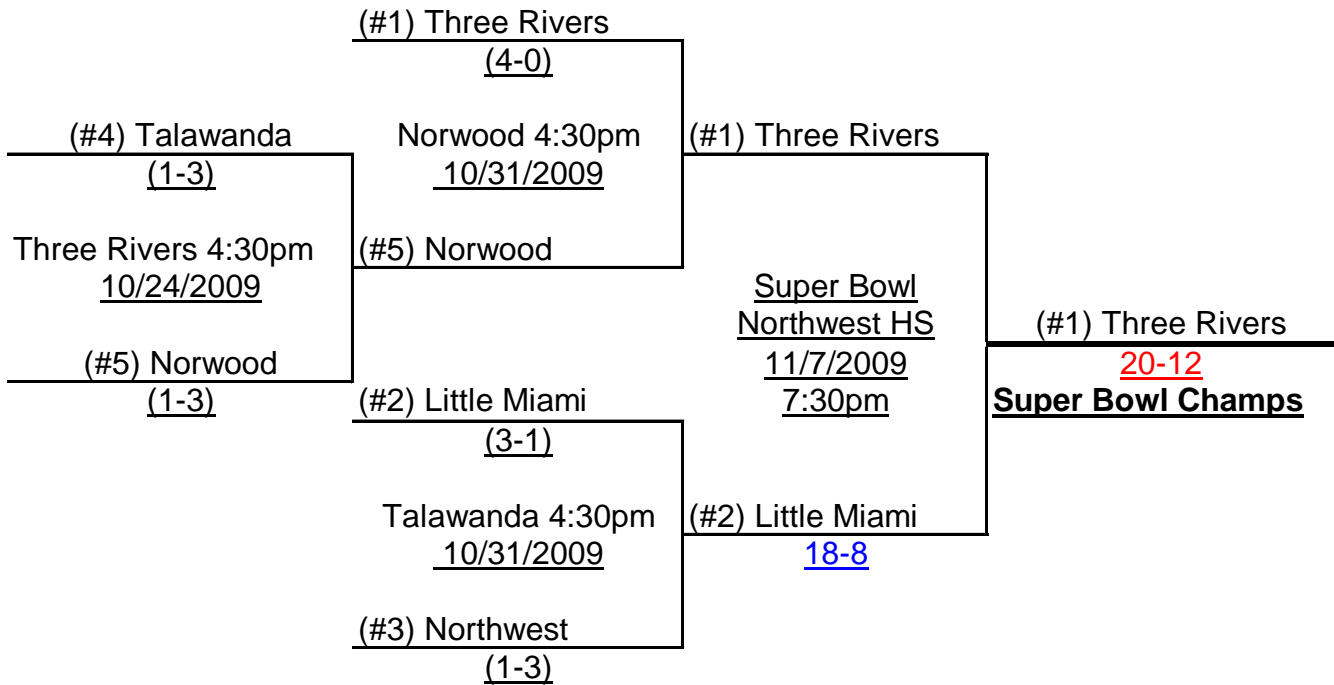 (#1) Three Rivers
(4-0)
(#4) Talawanda
(1-3)
Norwood 4:30pm
10/31/2009
(#1) Three Rivers
Three Rivers 4:30pm
10/24/2009
(#5) Norwood
(#5) Norwood
(1-3)
Super Bowl
Northwest HS
11/7/2009
7:30pm
(#1) Three Rivers
20-12
Super Bowl Champs
(#2) Little Miami
(3-1)
Talawanda 4:30pm
10/31/2009
(#2) Little Miami
18-8
(#3) Northwest
(1-3)